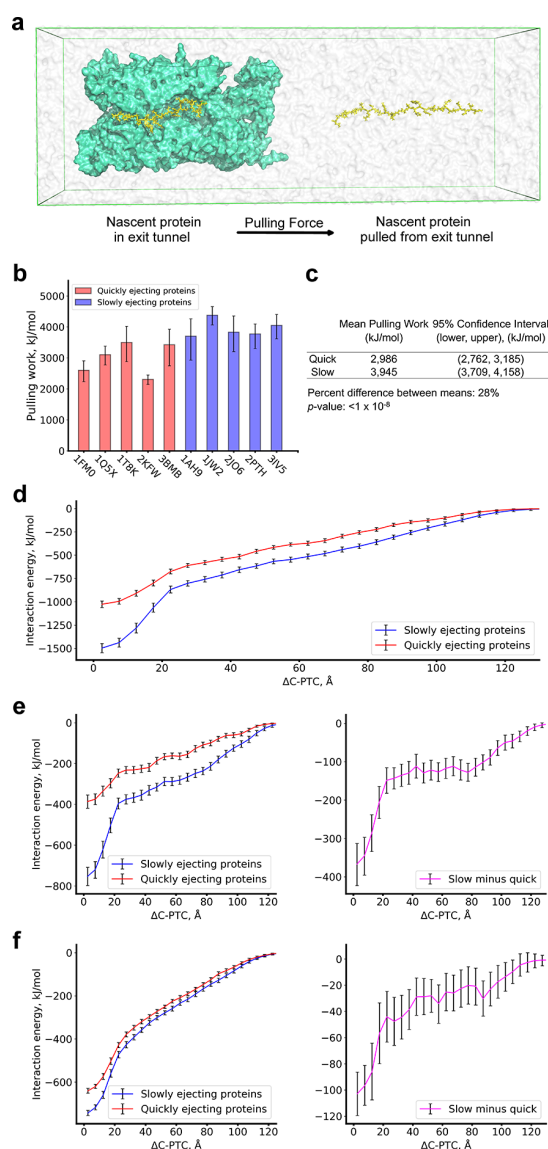 a
Nascent protein
in exit tunnel
Pulling Force
Nascent protein
pulled from exit tunnel
b
Quickly ejecting proteins
Slowly ejecting proteins
Pulling work, kJ/mol
5000
4000
3000
2000
1000
0
1FM0
1Q5X
1T8K
2KFW
3BMB
1AH9
1JW2
2JO6
2PTH
3IV5
c
Mean Pulling Work 95% Confidence Interval
(kJ/mol) (lower, upper), (kJ/mol)
Quick 2,986 (2,762, 3,185)
Slow 3,945 (3,709, 4,158)
Percent difference between means: 28%
p-value: <1 x 10-8
d
Interaction energy, kJ/mol
0
−250
−500
−750
−1000
−1250
−1500
Slowly ejecting proteins
Quickly ejecting proteins
0 20 40 60 80 100 120
ΔC-PTC, Å
e
Interaction energy, kJ/mol
0
−200
−400
−600
−800
Slowly ejecting proteins
Quickly ejecting proteins
0 20 40 60 80 100 120
ΔC-PTC, Å
0
−100
−200
−300
−400
Slow minus quick
0 20 40 60 80 100 120
ΔC-PTC, Å
f
Interaction energy, kJ/mol
0
−200
−400
−600
Slowly ejecting proteins
Quickly ejecting proteins
0 20 40 60 80 100 120
ΔC-PTC, Å
0
−20
−40
−60
−80
−100
−120
Slow minus quick
0 20 40 60 80 100 120
ΔC-PTC, Å